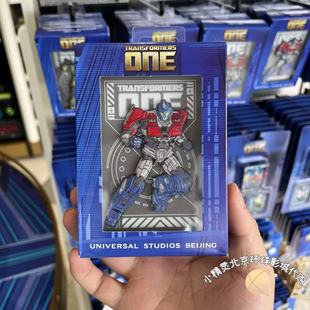 TRANSFORMERS
ONE
TRANSFORMERS
ONE
UNIVERSAL STUDIOS BEIJING
小精灵北京环球影城代购